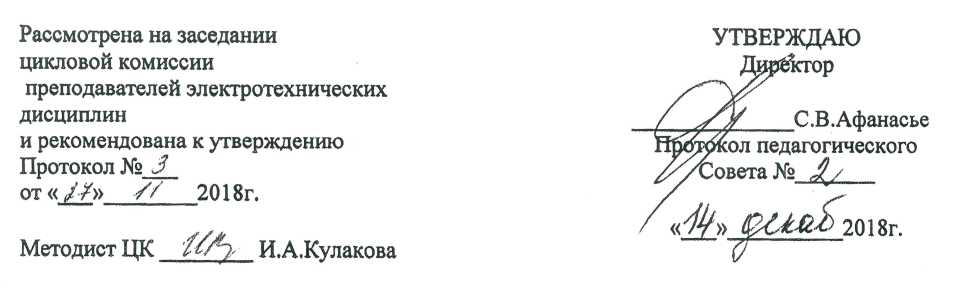 Рассмотрена на заседании
цикловой комиссии
преподавателей электротехнических
дисциплин
и рекомендована к утверждению
Протокол № 3
от «27» 11 2018г.
Методист ЦК И.А.Кулакова
УТВЕРЖДАЮ
Директор
С.В.Афанасье
Протокол педагогического
Совета № 2
«14» декаб 2018г.